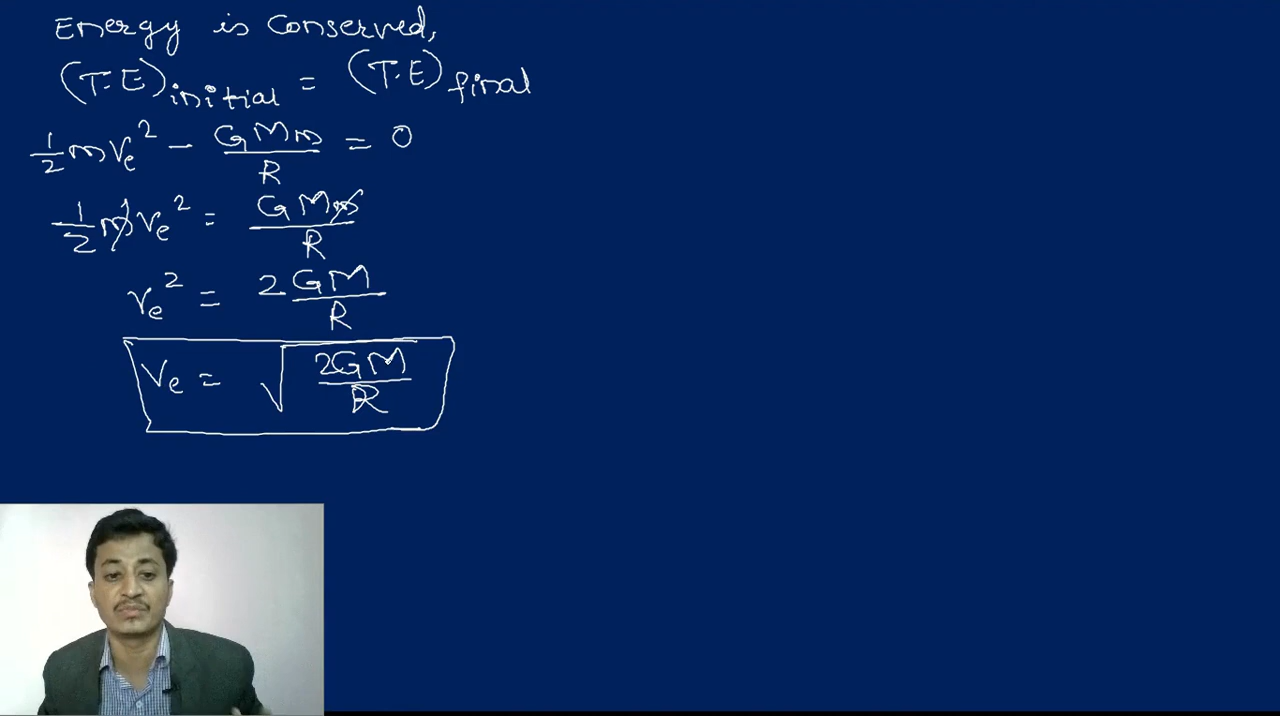 Energy is conserved,
(T.E)initial = (T.E)final
1/2 mve² - GMm/R = 0
1/2 mve² = GMm/R
ve² = 2GM/R
ve = √(2GM/R)